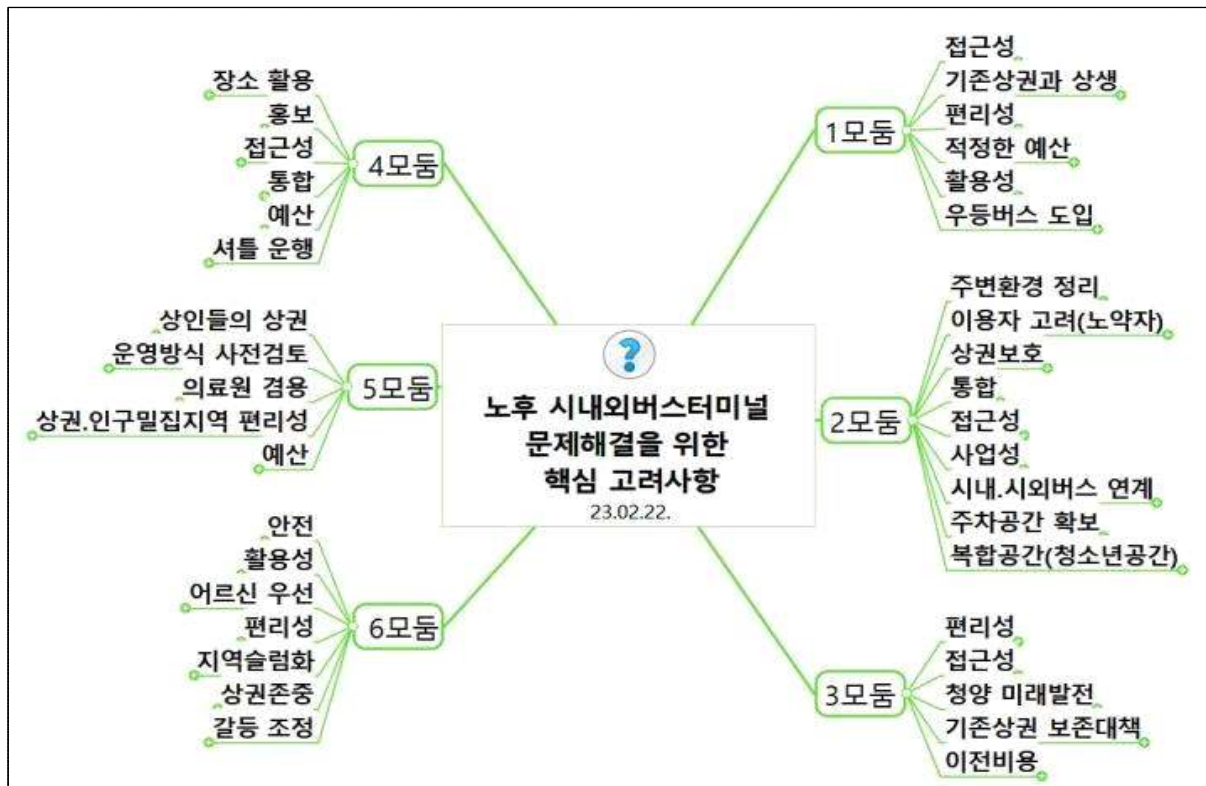 노후 시내외버스터미널
문제해결을 위한
핵심 고려사항
23.02.22.
1모둠
접근성
기존상권과 상생
편리성
적정한 예산
활용성
우등버스 도입
2모둠
주변환경 정리
이용자 고려(노약자)
상권보호
통합
접근성
사업성
시내.시외버스 연계
주차공간 확보
복합공간(청소년공간)
3모둠
편리성
접근성
청양 미래발전
기존상권 보존대책
이전비용
4모둠
장소 활용
홍보
접근성
통합
예산
셔틀 운행
5모둠
상인들의 상권
운영방식 사전검토
의료원 겸용
상권.인구밀집지역 편리성
예산
6모둠
안전
활용성
어르신 우선
편리성
지역슬럼화
상권존중
갈등 조정